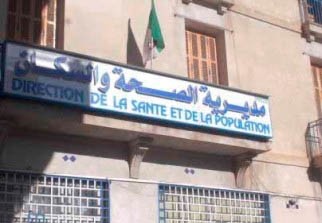 مديرية الصحة والسكان
DIRECTION DE LA SANTE ET DE LA POPULATION